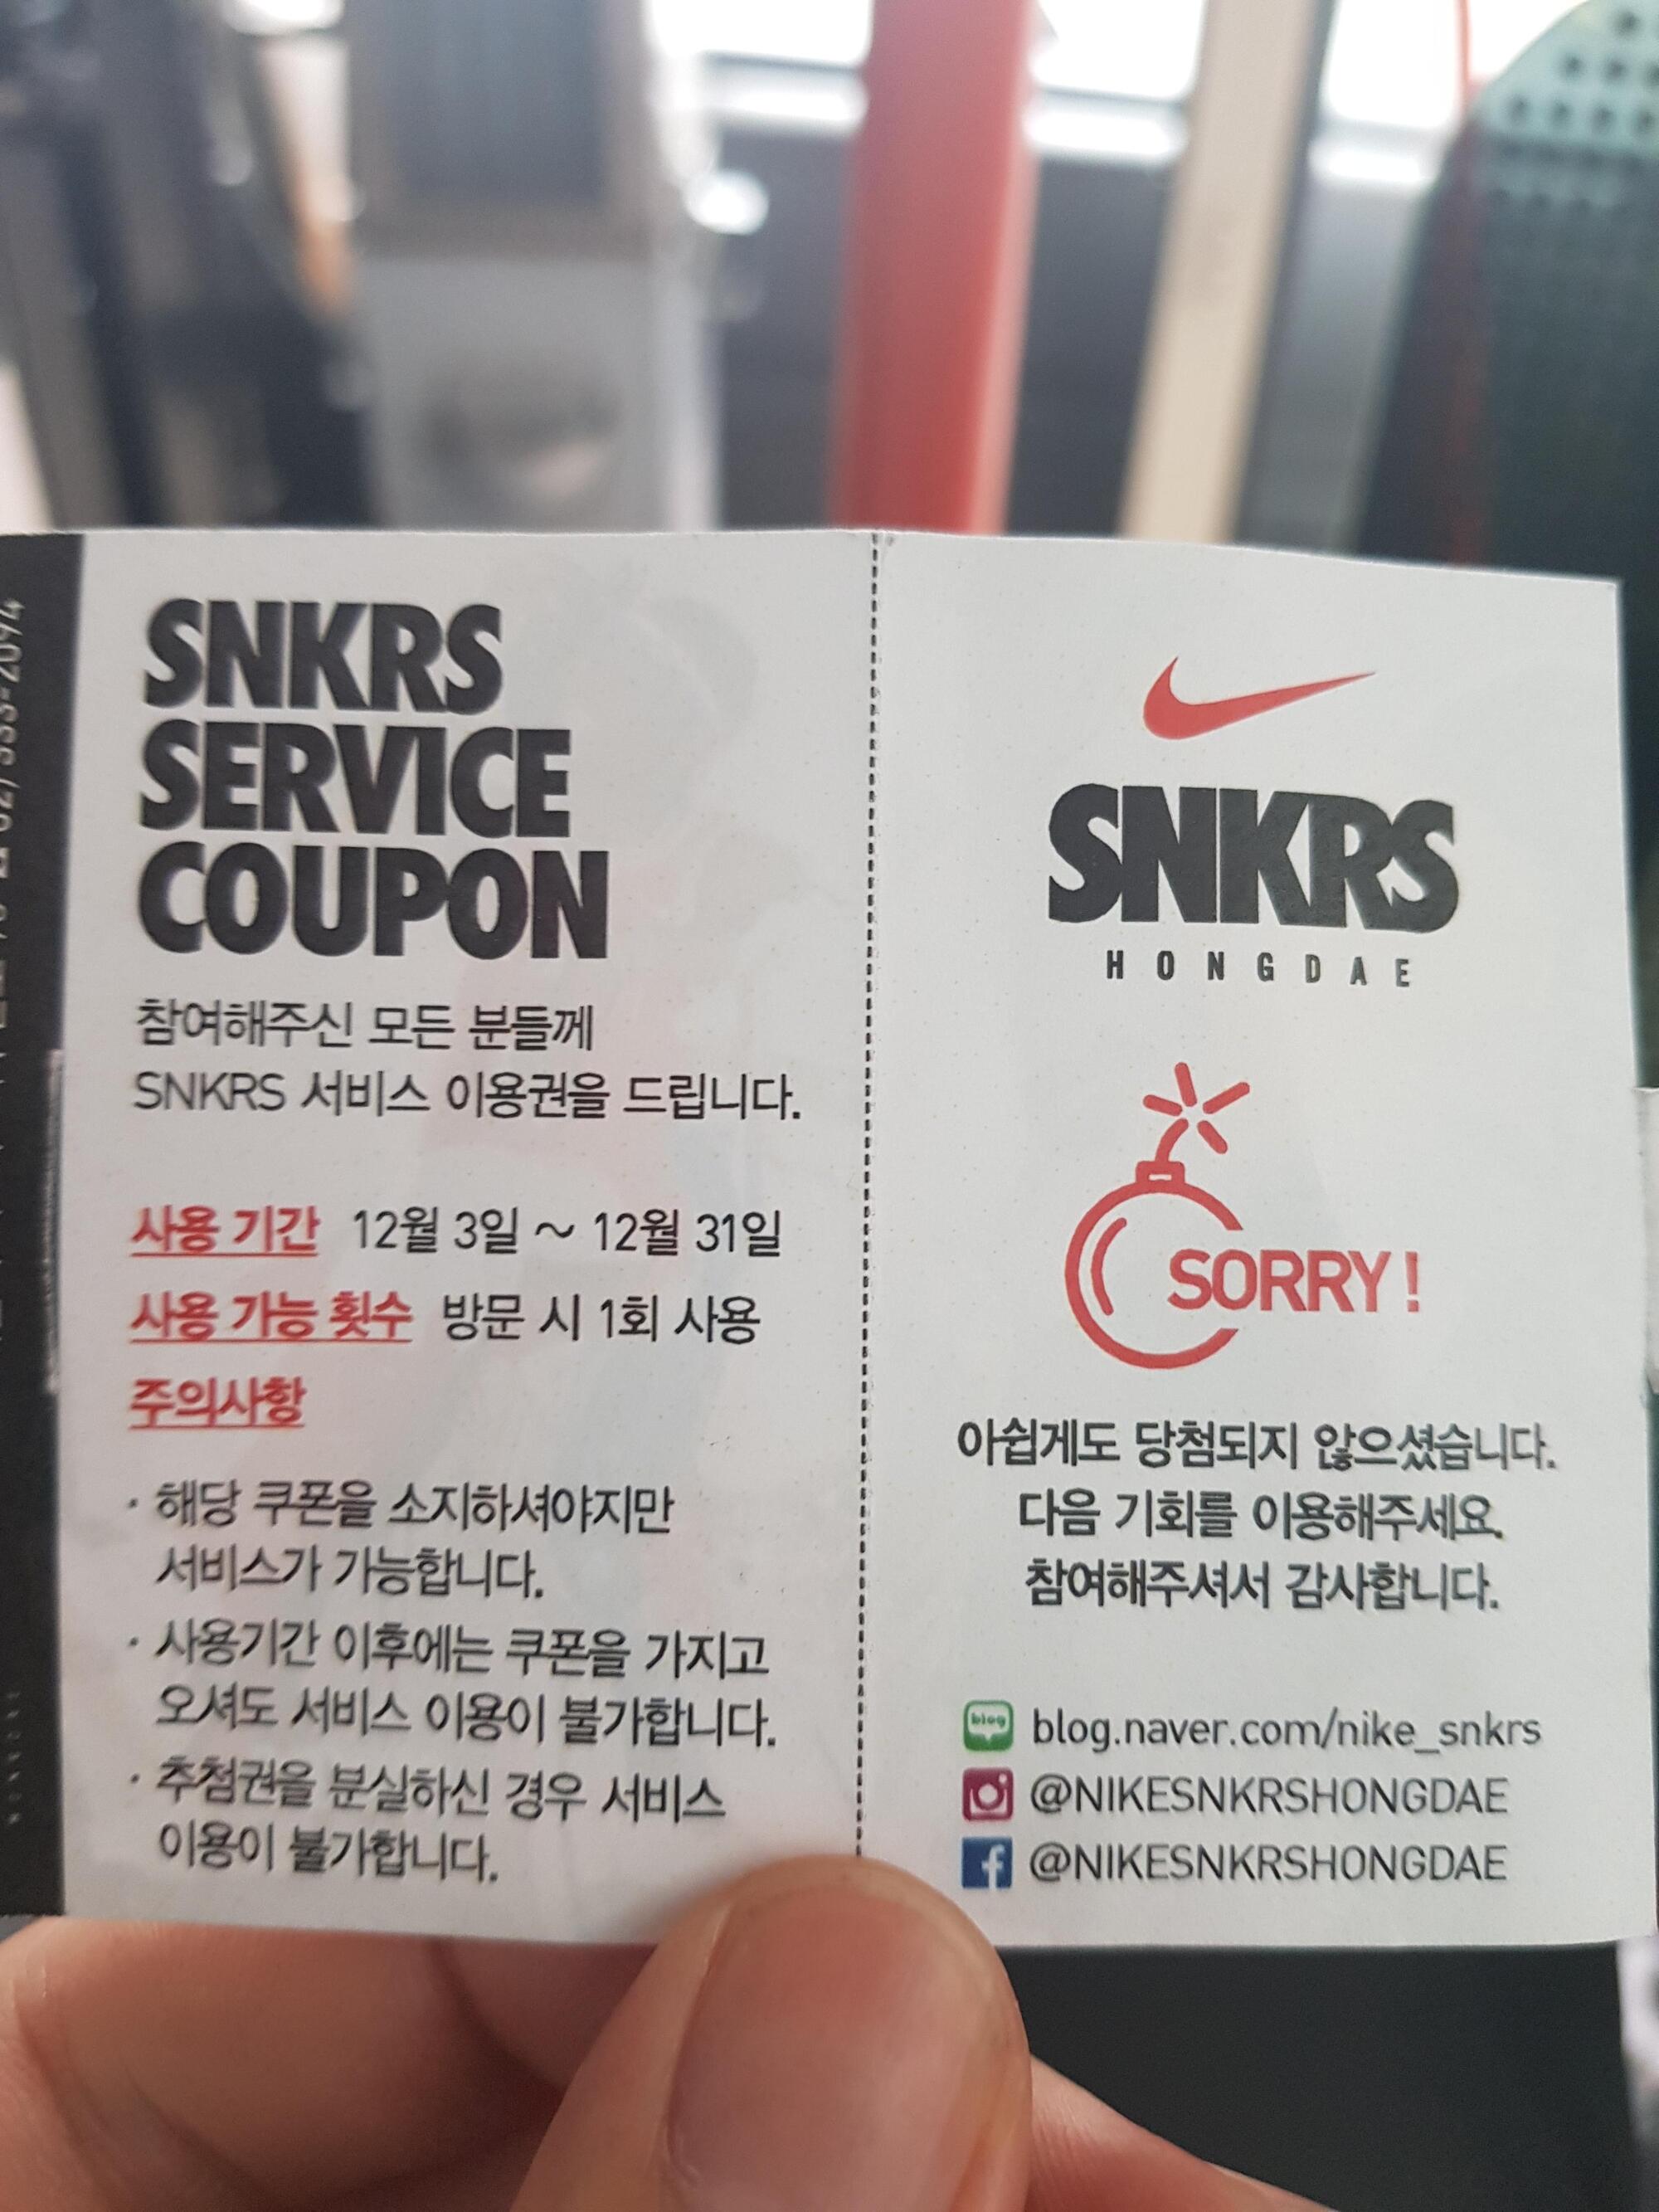 SNKRS
SERVICE
COUPON
참여해주신 모든 분들께
SNKRS 서비스 이용권을 드립니다.
사용 기간 12월 3일 ~ 12월 31일
사용 가능 횟수 방문 시 1회 사용
주의사항
· 해당 쿠폰을 소지하셔야지만
서비스가 가능합니다.
· 사용기간 이후에는 쿠폰을 가지고
오셔도 서비스 이용이 불가합니다.
· 추첨권을 분실하신 경우 서비스
이용이 불가합니다.
SNKRS
HONGDAE
SORRY!
아쉽게도 당첨되지 않으셨습니다.
다음 기회를 이용해주세요.
참여해주셔서 감사합니다.
blog
blog.naver.com/nike_snkrs
@NIKESNKRSHONGDAE
f @NIKESNKRSHONGDAE